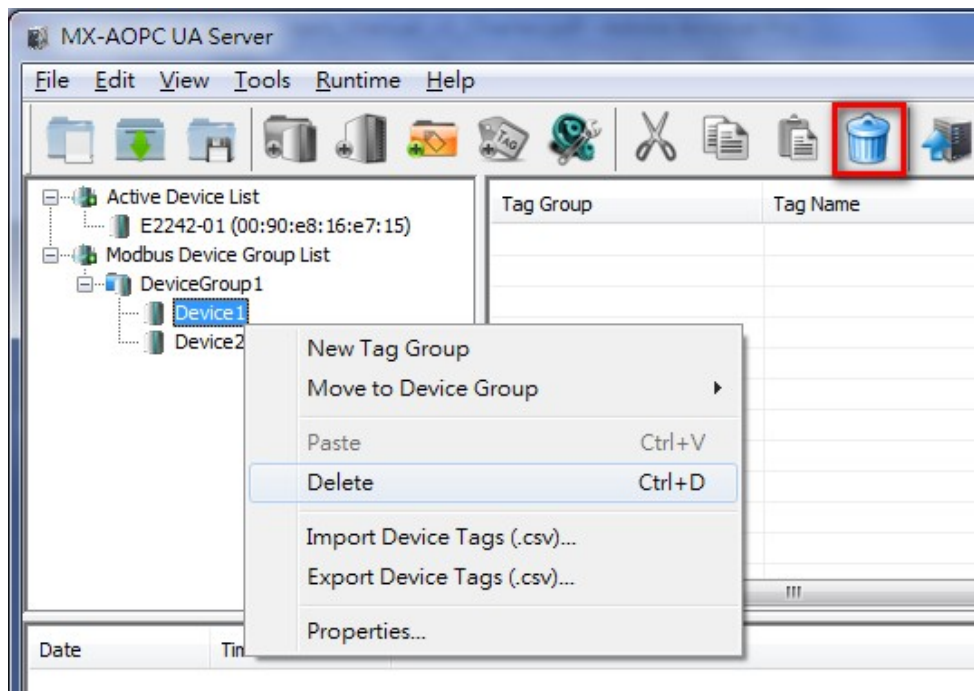 MX-AOPC UA Server
File Edit View Tools Runtime Help
TAG
Active Device List
Tag Group Tag Name
E2242-01 (00:90:e8:16:e7:15)
Modbus Device Group List
DeviceGroup1
Device1
Device2
New Tag Group
Move to Device Group
Paste Ctrl+V
Delete Ctrl+D
Import Device Tags (.csv)...
Export Device Tags (.csv)...
Properties...
Date